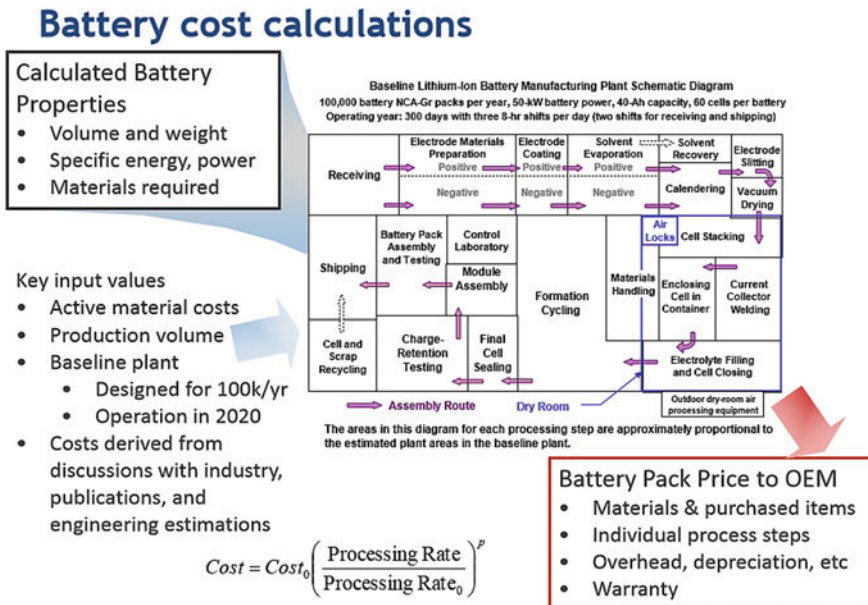 Battery cost calculations
Calculated Battery
Properties
• Volume and weight
• Specific energy, power
• Materials required
Key input values
• Active material costs
• Production volume
• Baseline plant
• Designed for 100k/yr
• Operation in 2020
• Costs derived from
discussions with industry,
publications, and
engineering estimations
Baseline Lithium-Ion Battery Manufacturing Plant Schematic Diagram
100,000 battery NCA-Gr packs per year, 50-kW battery power, 40-Ah capacity, 60 cells per battery
Operating year: 300 days with three 8-hr shifts per day (two shifts for receiving and shipping)
Receiving
Electrode Materials
Preparation
Positive
Negative
Electrode
Coating
Positive
Negative
Solvent
Evaporation
Positive
Negative
Solvent
Recovery
Calendering
Electrode
Slitting
Vacuum
Drying
Air
Locks
Cell Stacking
Shipping
Battery Pack
Assembly
and Testing
Control
Laboratory
Module
Assembly
Formation
Cycling
Materials
Handling
Enclosing
Cell in
Container
Current
Collector
Welding
Cell and
Scrap
Recycling
Charge-
Retention
Testing
Final
Cell
Sealing
Electrolyte Filling
and Cell Closing
Assembly Route
Dry Room
Outdoor dry-room air
processing equipment
The areas in this diagram for each processing step are approximately proportional to
the estimated plant areas in the baseline plant.
Battery Pack Price to OEM
• Materials & purchased items
• Individual process steps
• Overhead, depreciation, etc
• Warranty
Cost = Cost₀ (Processing Rate / Processing Rate₀)ᵖ